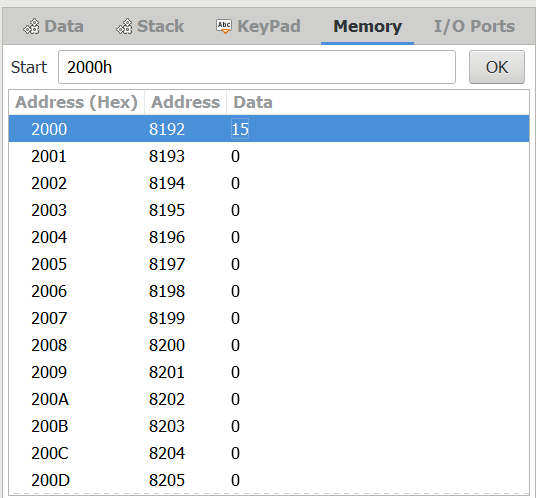 Data Stack Abc KeyPad Memory I/O Ports
Start 2000h OK
Address (Hex) Address Data
2000 8192 15
2001 8193 0
2002 8194 0
2003 8195 0
2004 8196 0
2005 8197 0
2006 8198 0
2007 8199 0
2008 8200 0
2009 8201 0
200A 8202 0
200B 8203 0
200C 8204 0
200D 8205 0